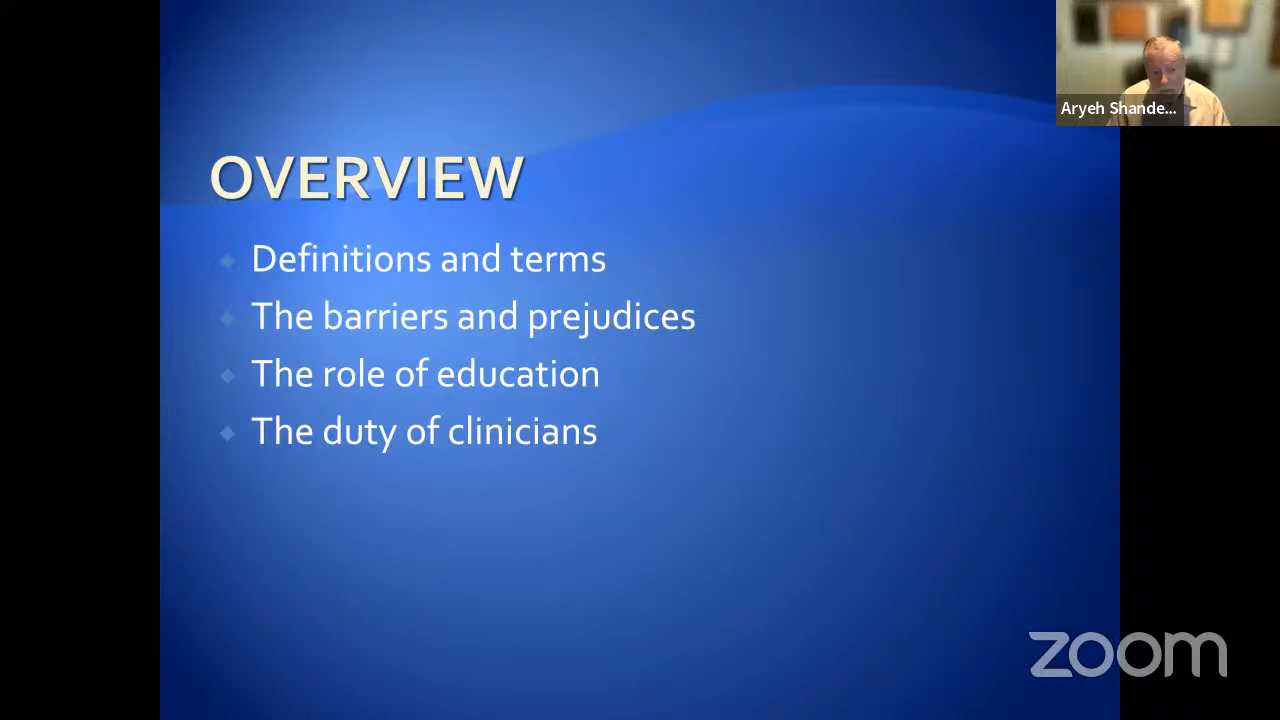 Aryeh Shande...
OVERVIEW
Definitions and terms
The barriers and prejudices
The role of education
The duty of clinicians
zoom